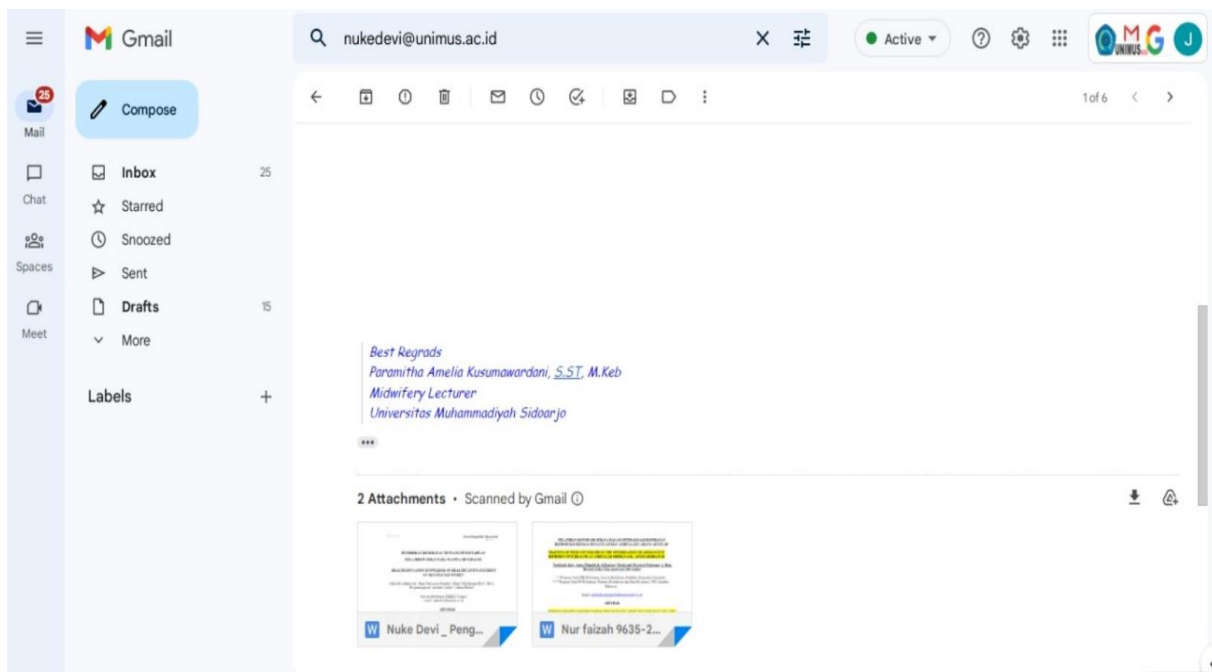 Gmail
nukedevi@unimus.ac.id
Active
UNIMUS
M G
J
25
Mail
Compose
1 of 6
Inbox 25
Chat
Starred
Snoozed
Spaces
Sent
Drafts 15
Meet
More
Best Regrads
Paramitha Amelia Kusumawardani, S.ST, M.Keb
Labels +
Midwifery Lecturer
Universitas Muhammadiyah Sidoarjo
2 Attachments • Scanned by Gmail
W Nuke Devi _ Peng...
W Nur faizah 9635-2...